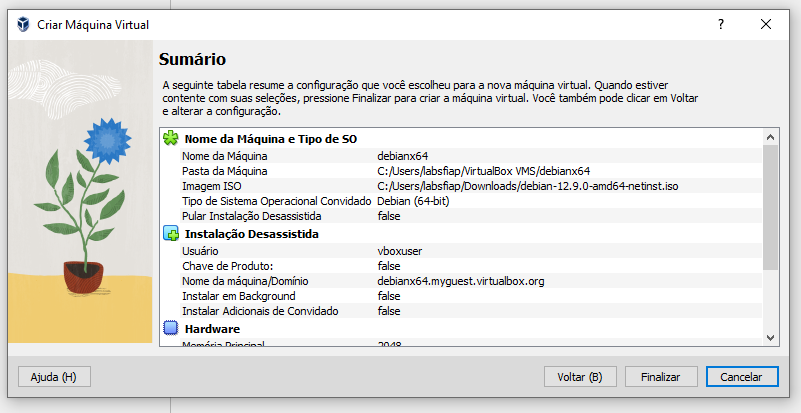 Criar Máquina Virtual
?
Sumário
A seguinte tabela resume a configuração que você escolheu para a nova máquina virtual. Quando estiver
contente com suas seleções, pressione Finalizar para criar a máquina virtual. Você também pode clicar em Voltar
e alterar a configuração.
Nome da Máquina e Tipo de SO
Nome da Máquina debianx64
Pasta da Máquina C:/Users/labsfiap/VirtualBox VMS/debianx64
Imagem ISO C:/Users/labsfiap/Downloads/debian-12.9.0-amd64-netinst.iso
Tipo de Sistema Operacional Convidado Debian (64-bit)
Pular Instalação Desassistida false
Instalação Desassistida
Usuário vboxuser
Chave de Produto: false
Nome da máquina/Domínio debianx64.myguest.virtualbox.org
Instalar em Background false
Instalar Adicionais de Convidado false
Hardware
Memória Principal 2048
Ajuda (H) Voltar (B) Finalizar Cancelar